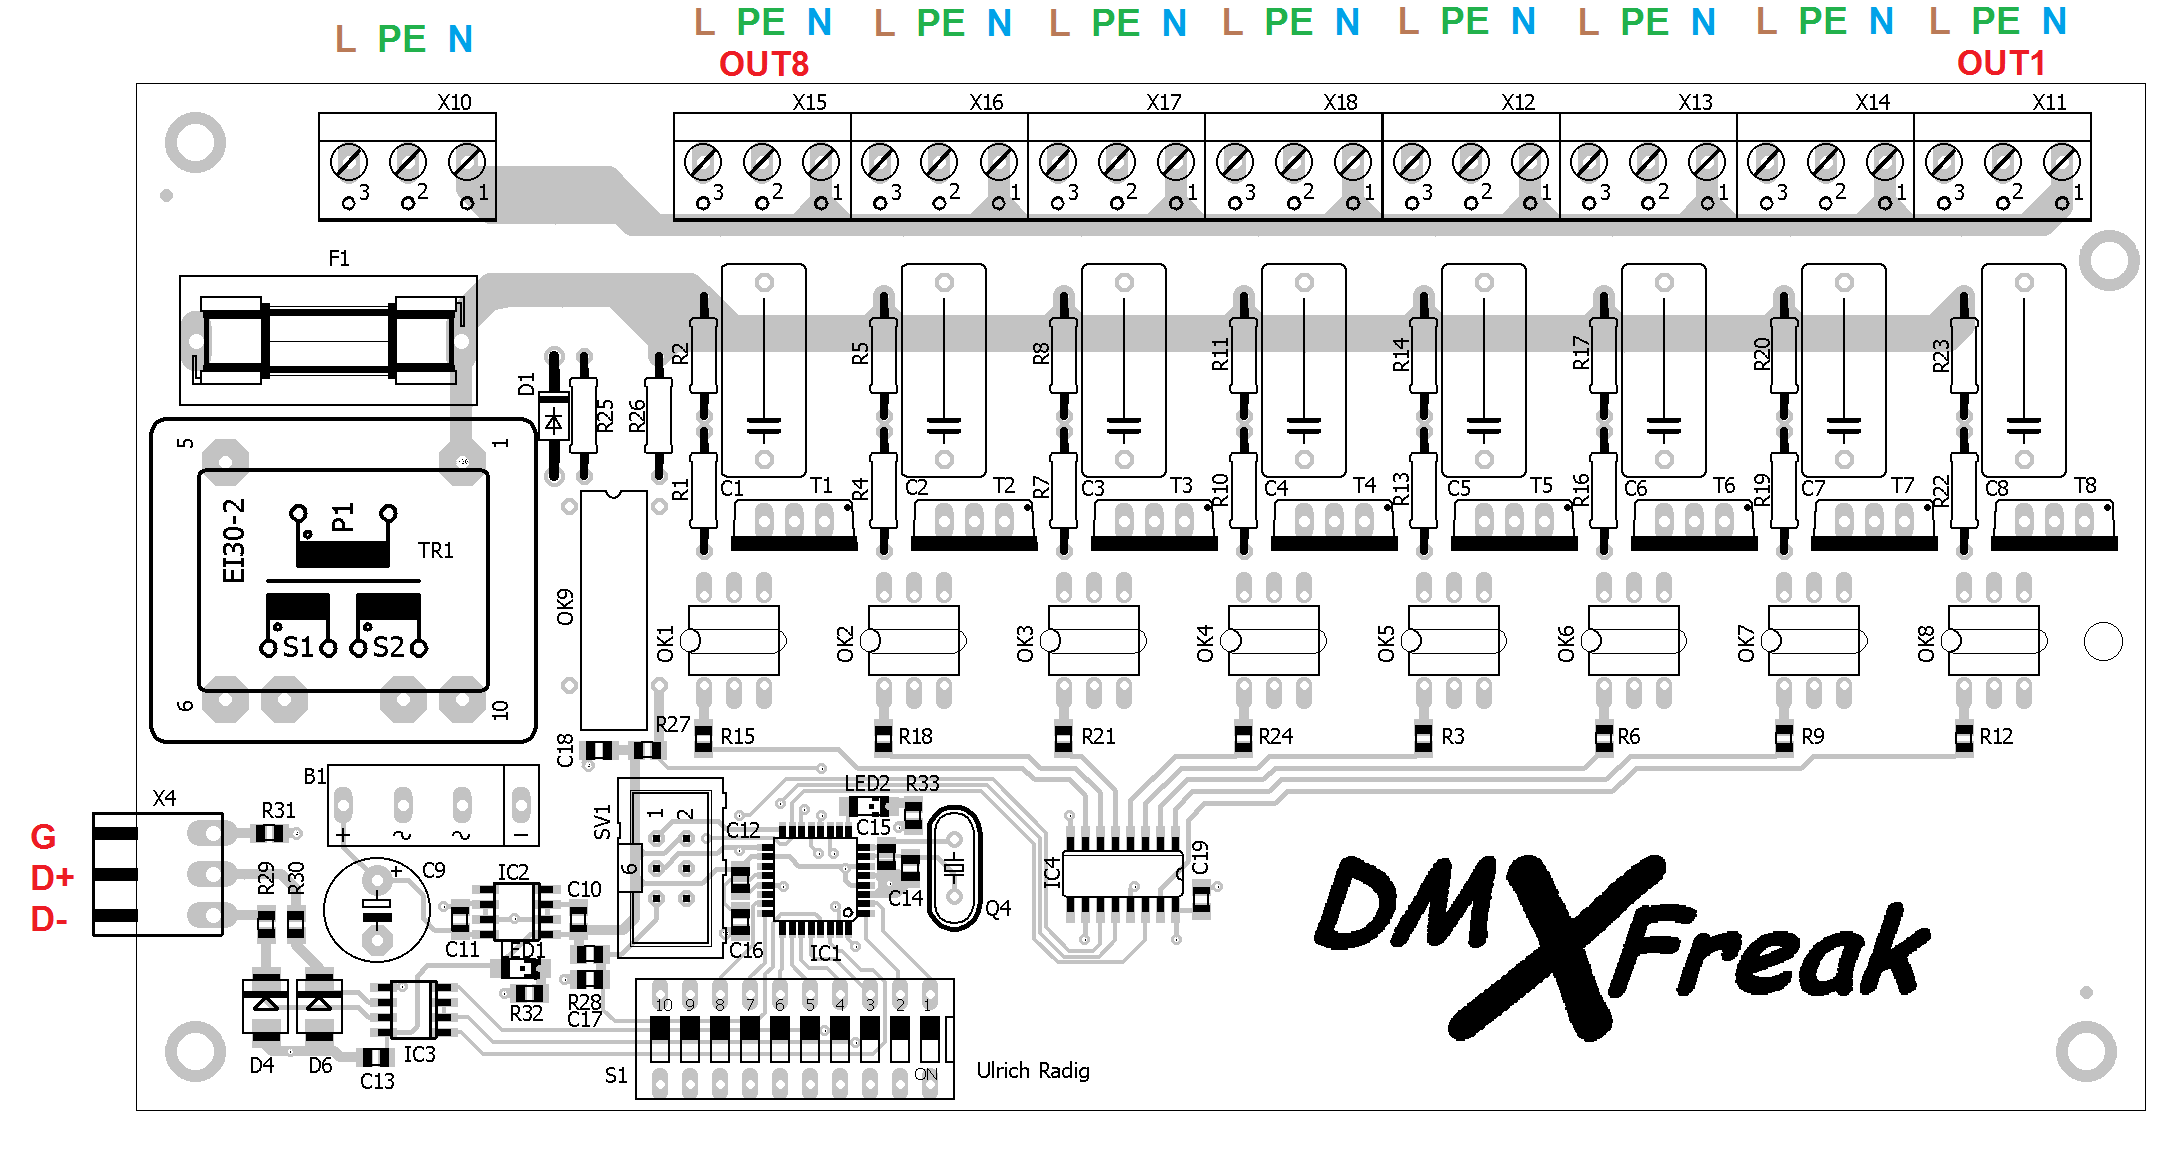 L PE N
L PE N L PE N L PE N L PE N L PE N L PE N L PE N L PE N
OUT8 OUT1
X10 X15 X16 X17 X18 X12 X13 X14 X11
3 2 1 3 2 1 3 2 1 3 2 1 3 2 1 3 2 1 3 2 1 3 2 1 3 2 1
F1
D1 R25 R26 R2 R5 R8 R11 R14 R17 R20 R23
5 1
R1 C1 T1 R4 C2 T2 R7 C3 T3 R10 C4 T4 R13 C5 T5 R16 C6 T6 R19 C7 T7 R22 C8 T8
EI30-2 P1 TR1
S1 S2
6 10
OK9 OK1 OK2 OK3 OK4 OK5 OK6 OK7 OK8
C18 R27 R15 R18 R21 R24 R3 R6 R9 R12
B1 LED2 R33
X4 R31 SV1 1 2 C12 C15
+ ~ ~ -
G
D+
D-
R29 R30 + C9 IC2 C10 6 C14 Q4 IC4 C19
C11 LED1 C16 IC1
DMXFreak
R32 R28
C17
10 9 8 7 6 5 4 3 2 1
D4 D6 IC3
C13 S1 ON Ulrich Radig